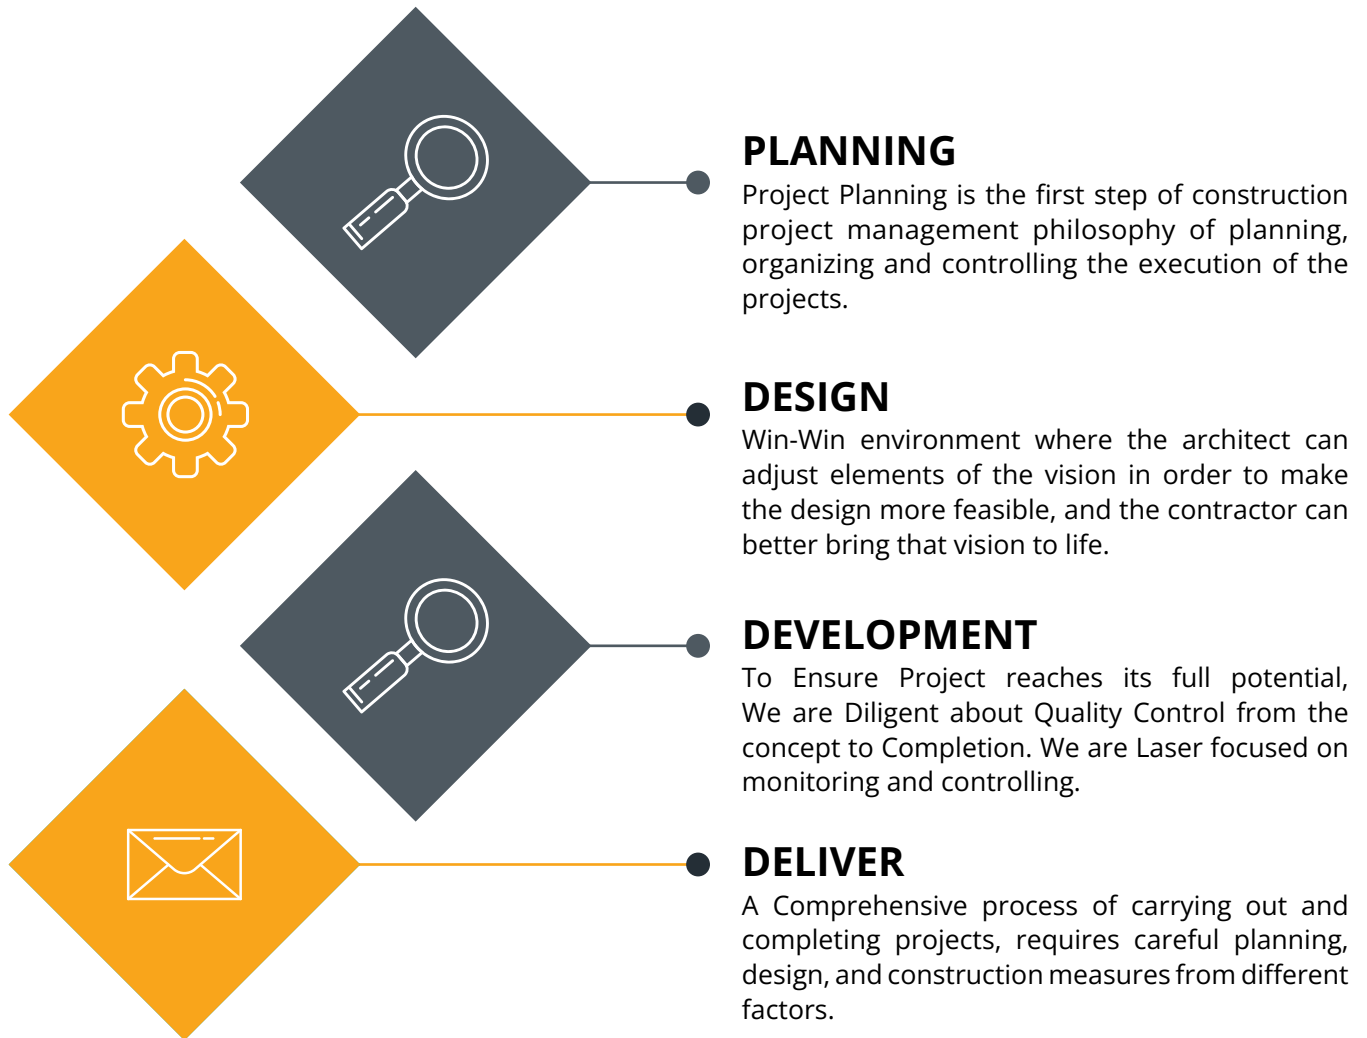 PLANNING
Project Planning is the first step of construction
project management philosophy of planning,
organizing and controlling the execution of the
projects.
DESIGN
Win-Win environment where the architect can
adjust elements of the vision in order to make
the design more feasible, and the contractor can
better bring that vision to life.
DEVELOPMENT
To Ensure Project reaches its full potential,
We are Diligent about Quality Control from the
concept to Completion. We are Laser focused on
monitoring and controlling.
DELIVER
A Comprehensive process of carrying out and
completing projects, requires careful planning,
design, and construction measures from different
factors.